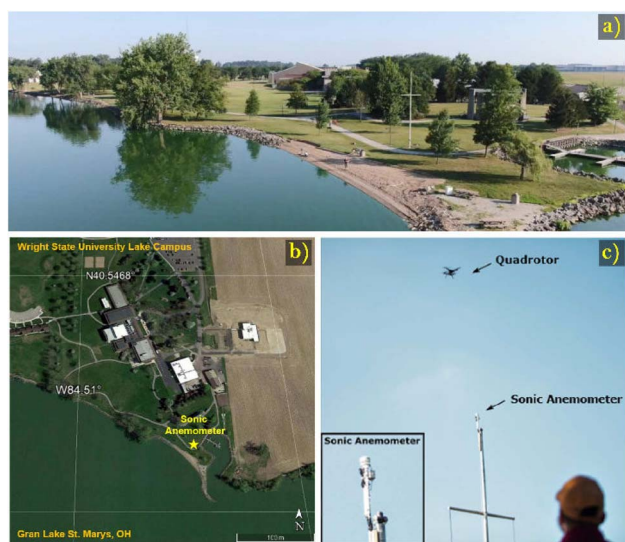 a)
Wright State University Lake Campus
b)
N40.5468
W84.51°
Sonic
Anemometer
Gran Lake St. Marys, OH
100 m
N
c)
Quadrotor
Sonic Anemometer
Sonic Anemometer